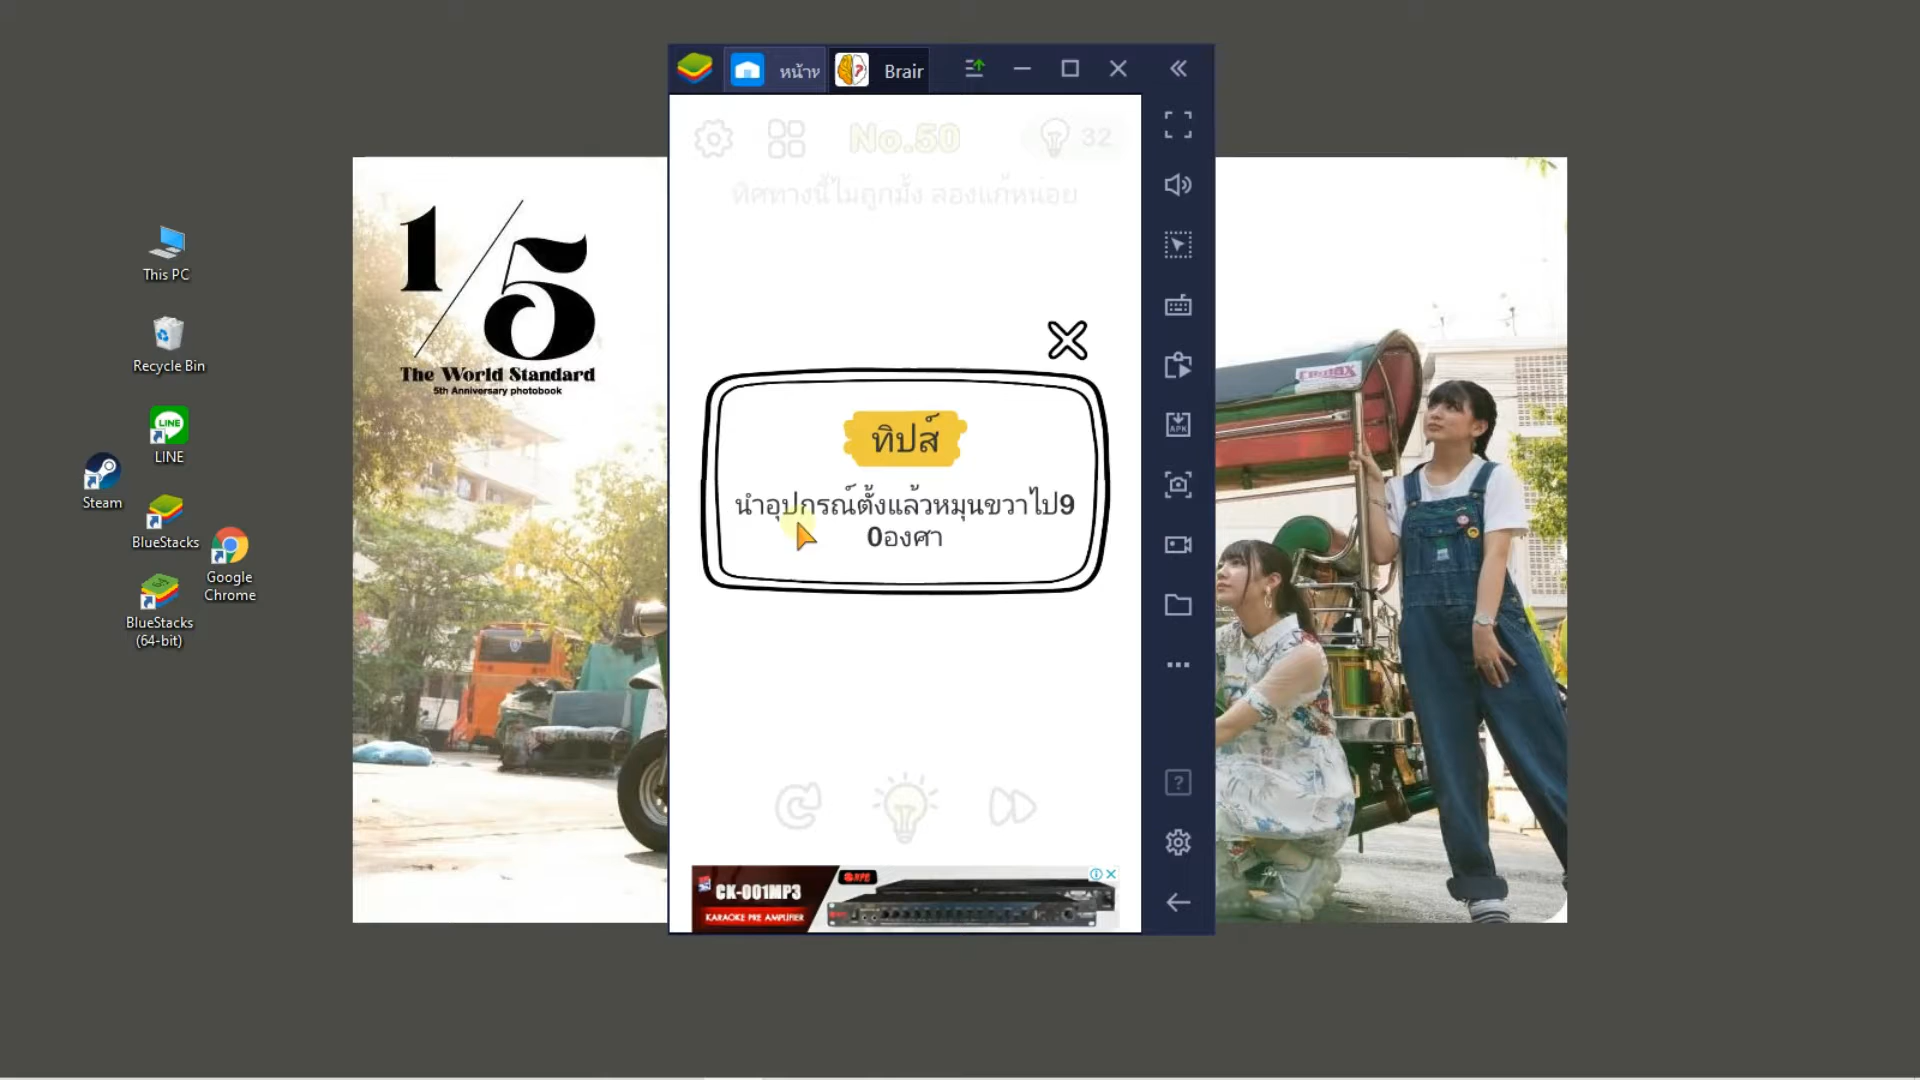 หน้าห
Brair
No.50
32
ทิศทางนี้ไม่ถูกมั้ง ลองแก้หน่อย
ทิปส์
นำอุปกรณ์ตั้งแล้วหมุนขวาไป9
0องศา
CK-001MP3
KARAOKE PRE AMPLIFIER
NPE
1/5
The World Standard
5th Anniversary photobook
This PC
Recycle Bin
LINE
LINE
Steam
BlueStacks
Google
Chrome
64
BlueStacks
(64-bit)
APK